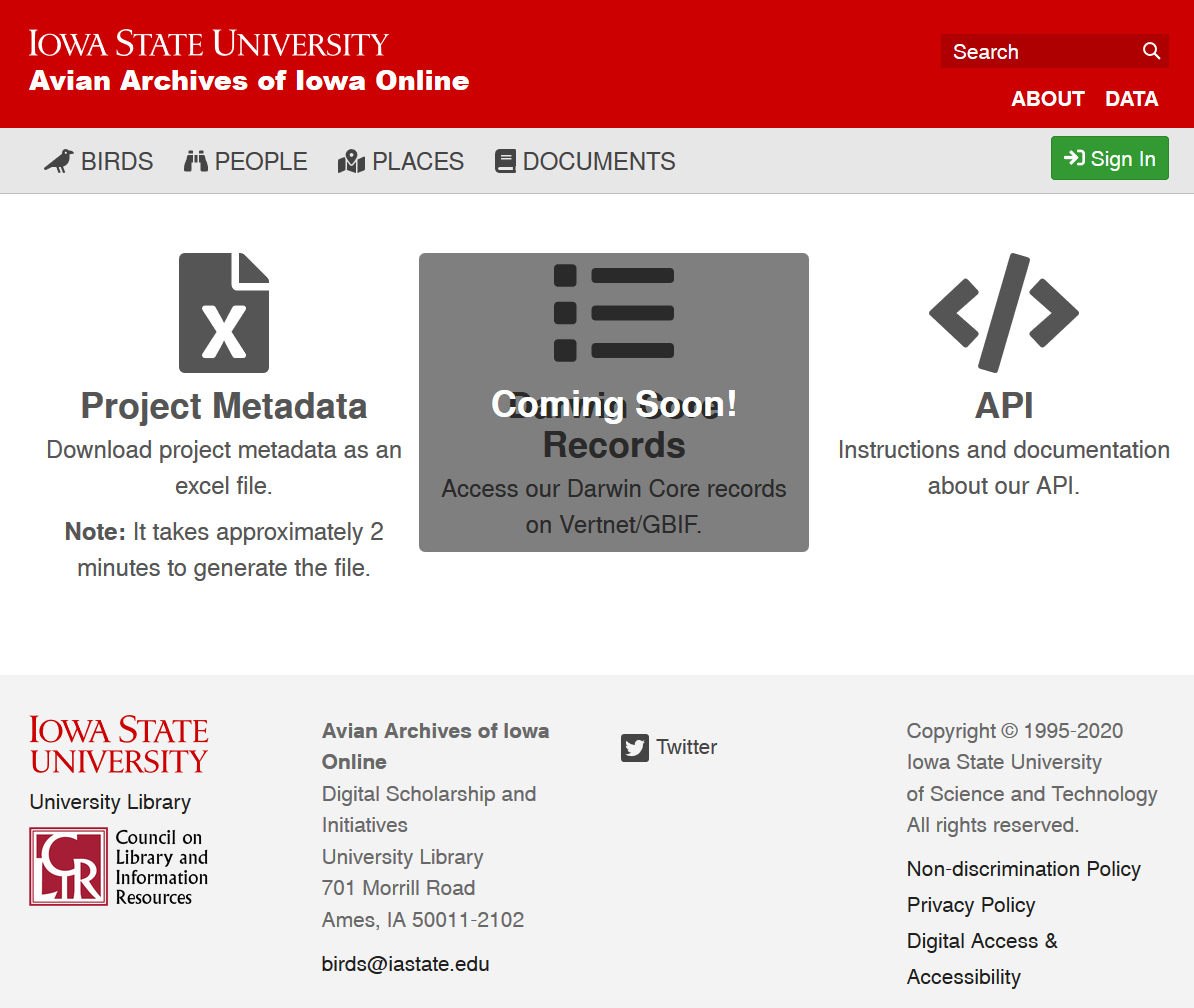 IOWA STATE UNIVERSITY
Avian Archives of Iowa Online
Search
ABOUT DATA
BIRDS PEOPLE PLACES DOCUMENTS
Sign In
Project Metadata
Download project metadata as an
excel file.
Note: It takes approximately 2
minutes to generate the file.
Coming Soon!
Darwin Core
Records
Access our Darwin Core records
on Vertnet/GBIF.
API
Instructions and documentation
about our API.
IOWA STATE
UNIVERSITY
University Library
CLIR
Council on
Library and
Information
Resources
Avian Archives of Iowa
Online
Digital Scholarship and
Initiatives
University Library
701 Morrill Road
Ames, IA 50011-2102
birds@iastate.edu
Twitter
Copyright © 1995-2020
Iowa State University
of Science and Technology
All rights reserved.
Non-discrimination Policy
Privacy Policy
Digital Access &
Accessibility